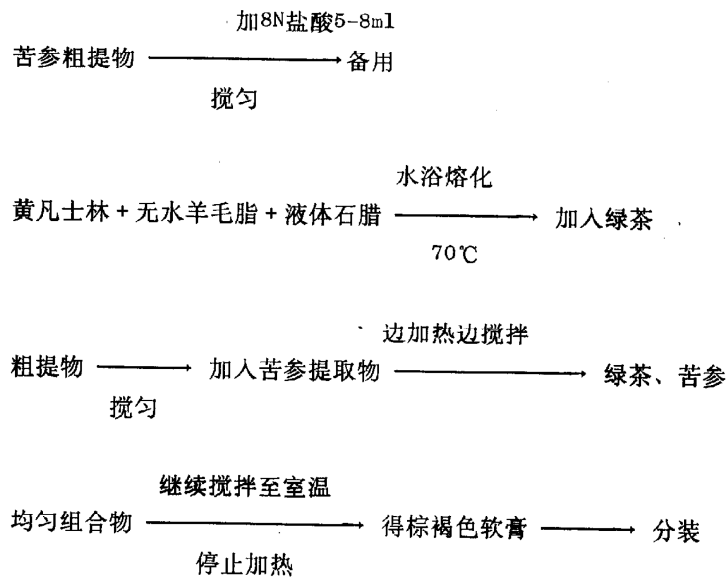 加8N盐酸5-8ml
苦参粗提物 ⟶ 备用
搅匀
水浴熔化
黄凡士林 + 无水羊毛脂 + 液体石腊 ⟶ 加入绿茶
70℃
边加热边搅拌
粗提物 ⟶ 加入苦参提取物 ⟶ 绿茶、苦参
搅匀
继续搅拌至室温
均匀组合物 ⟶ 得棕褐色软膏 ⟶ 分装
停止加热